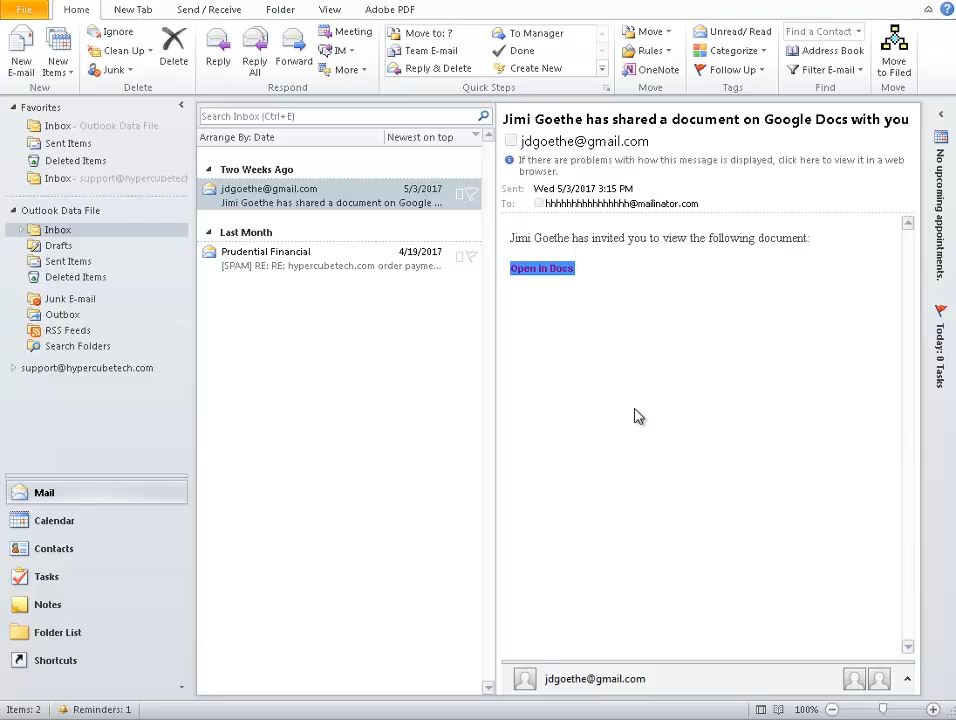 File Home New Tab Send / Receive Folder View Adobe PDF
New E-mail
New Items
New
Ignore
Clean Up
Junk
Delete
Delete
Reply
Reply All
Forward
Meeting
IM
More
Respond
Move to: ?
Team E-mail
Reply & Delete
To Manager
Done
Create New
Quick Steps
Move
Rules
OneNote
Move
Unread/ Read
Categorize
Follow Up
Tags
Find a Contact
Address Book
Filter E-mail
Find
Move to Filed
Move
Favorites
Inbox - Outlook Data File
Sent Items
Deleted Items
Inbox - support@hypercubetech
Outlook Data File
Inbox
Drafts
Sent Items
Deleted Items
Junk E-mail
Outbox
RSS Feeds
Search Folders
support@hypercubetech.com
Mail
Calendar
Contacts
Tasks
Notes
Folder List
Shortcuts
Search Inbox (Ctrl+E)
Arrange By: Date Newest on top
Two Weeks Ago
jdgoethe@gmail.com 5/3/2017
Jimi Goethe has shared a document on Google ...
Last Month
Prudential Financial 4/19/2017
[SPAM] RE: RE: hypercubetech.com order payme...
Jimi Goethe has shared a document on Google Docs with you
jdgoethe@gmail.com
If there are problems with how this message is displayed, click here to view it in a web
browser.
Sent: Wed 5/3/2017 3:15 PM
To: hhhhhhhhhhhhhhhh@mailinator.com
Jimi Goethe has invited you to view the following document:
Open in Docs
jdgoethe@gmail.com
No upcoming appointments.
Today: 0 Tasks
Items: 2 Reminders: 1 100%